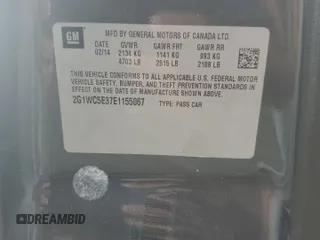 GM
MFD BY GENERAL MOTORS OF CANADA LTD.
DATE GVWR GAWR FRT GAWR RR
02/14 2134 KG 1141 KG 993 KG
4703 LB 2515 LB 2188 LB
THIS VEHICLE CONFORMS TO ALL APPLICABLE U.S. FEDERAL MOTOR
VEHICLE SAFETY, BUMPER, AND THEFT PREVENTION STANDARDS
IN EFFECT ON THE DATE OF MANUFACTURE SHOWN ABOVE.
2G1WC5E37E1155067 TYPE: PASS CAR
DREAMBID